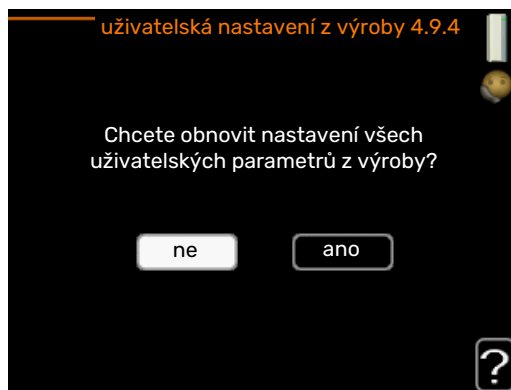 uživatelská nastavení z výroby 4.9.4
Chcete obnovit nastavení všech
uživatelských parametrů z výroby?
ne
ano
?